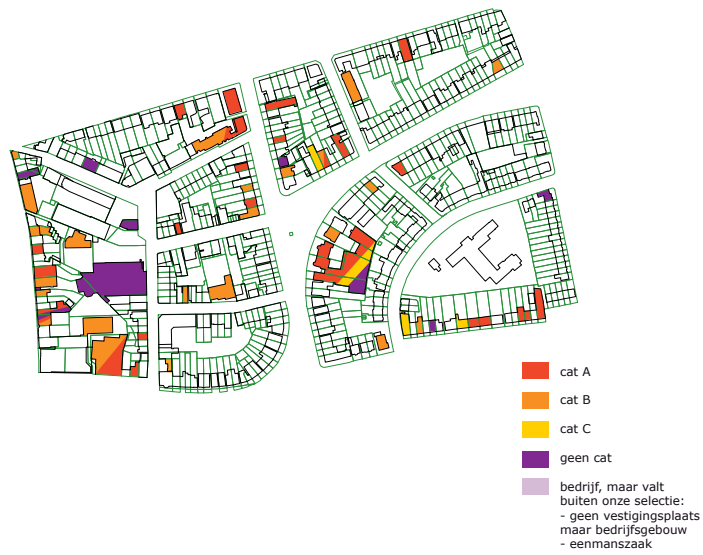 cat A
cat B
cat C
geen cat
bedrijf, maar valt
buiten onze selectie:
- geen vestigingsplaats
maar bedrijfsgebouw
- eenmanszaak